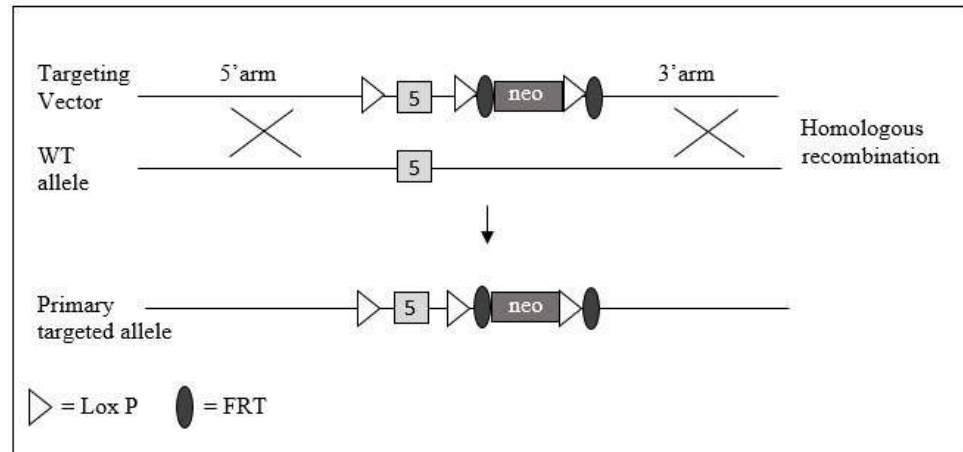 Targeting
Vector
5'arm
5
neo
3'arm
Homologous
recombination
WT
allele
5
Primary
targeted allele
5
neo
= Lox P
= FRT